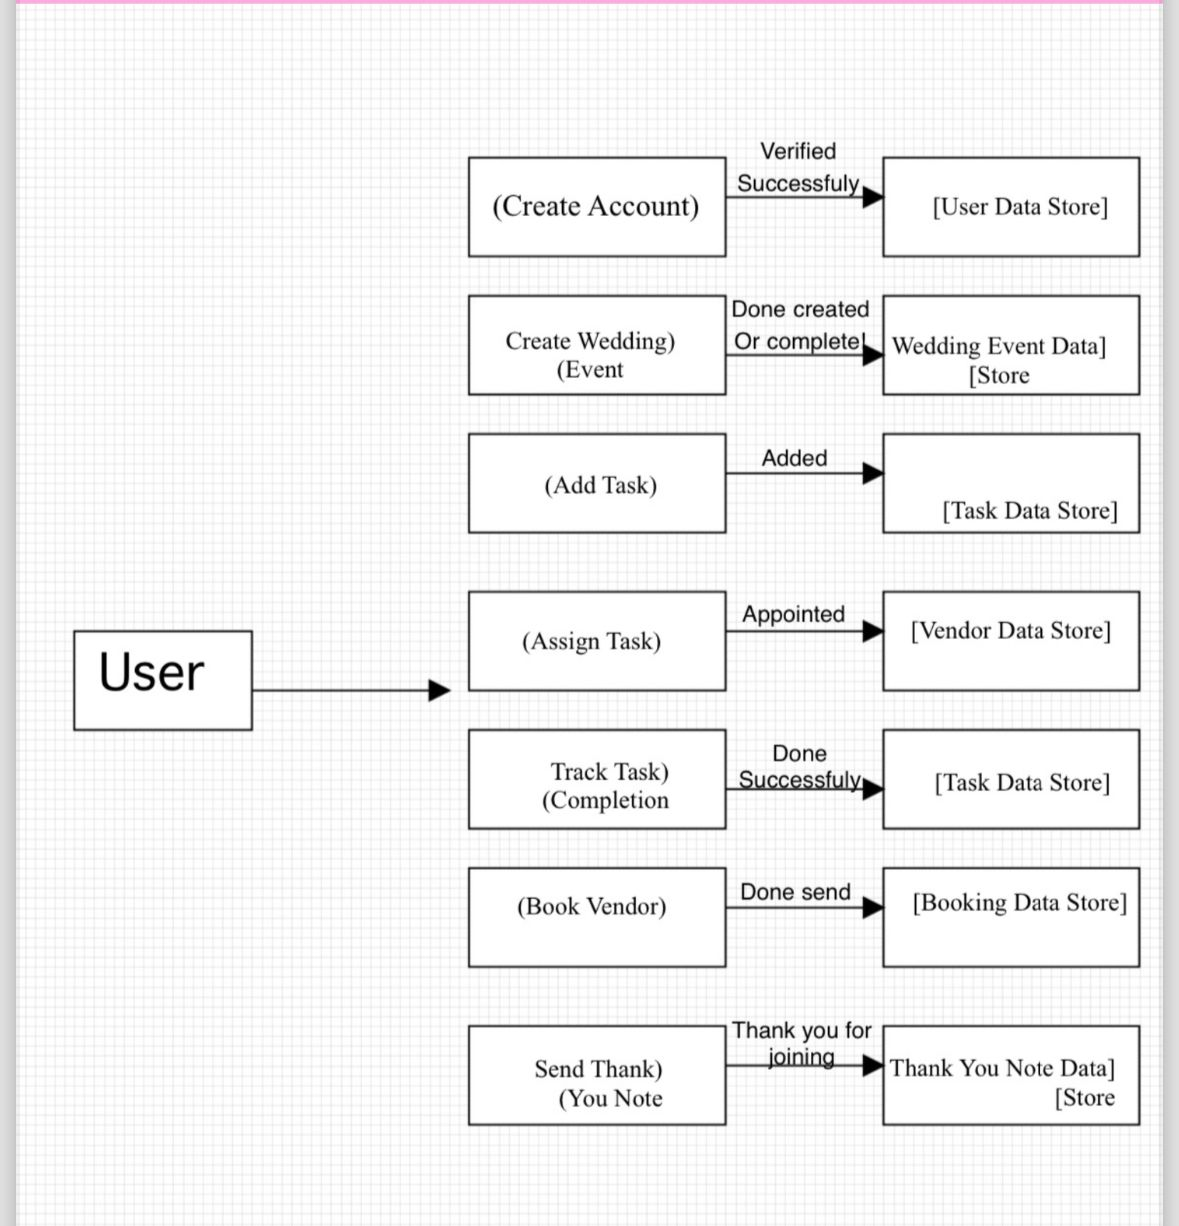 Verified
Successfuly
(Create Account)
[User Data Store]
Done created
Or complete!
Create Wedding)
(Event
Wedding Event Data]
[Store
Added
(Add Task)
[Task Data Store]
Appointed
(Assign Task)
[Vendor Data Store]
User
Done
Successfuly
Track Task)
(Completion
[Task Data Store]
Done send
(Book Vendor)
[Booking Data Store]
Thank you for
joining
Send Thank)
(You Note
Thank You Note Data]
[Store